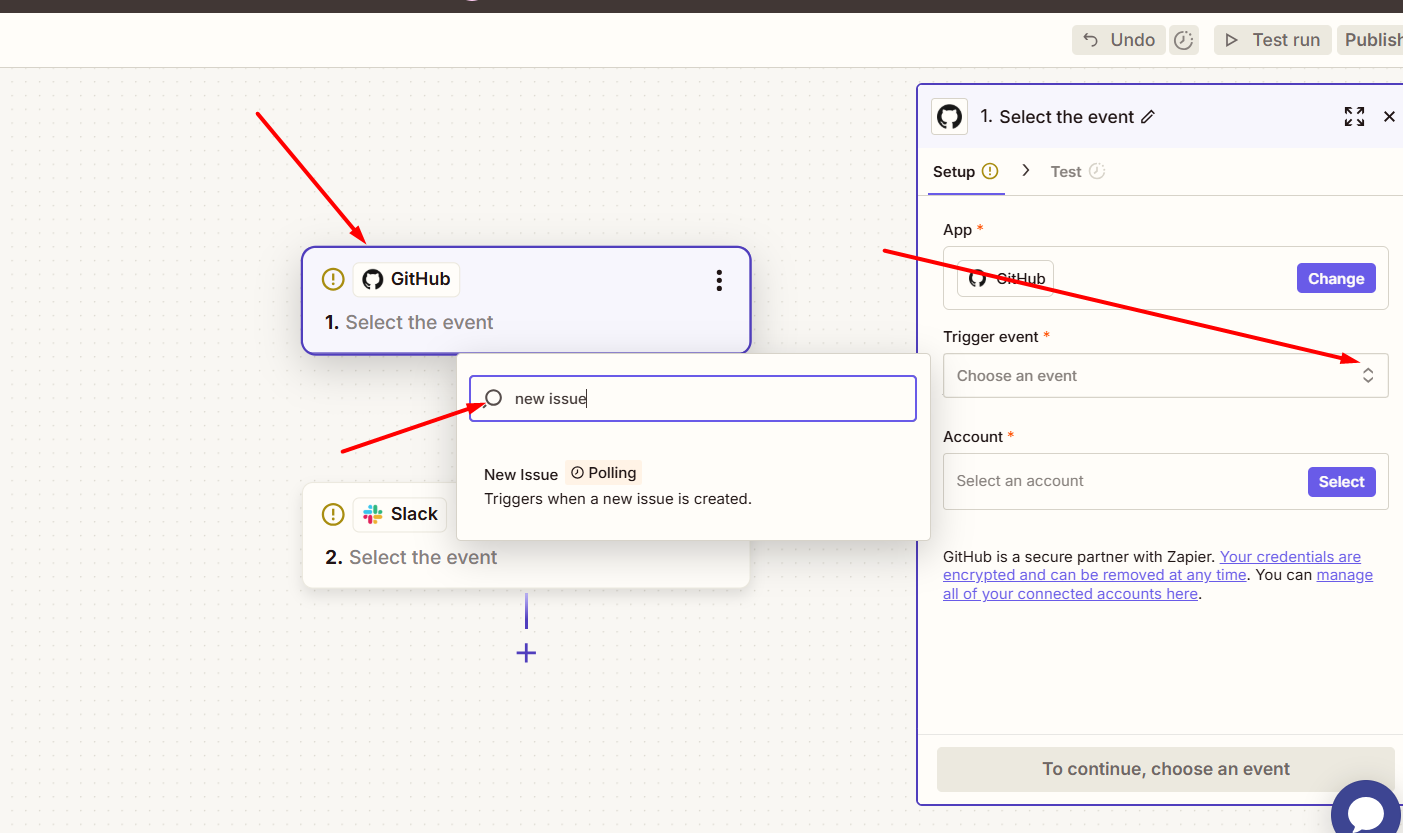 Undo
Test run
Publish
1. Select the event
Setup
Test
App *
GitHub
Change
Trigger event *
Choose an event
Account *
Select an account
Select
GitHub is a secure partner with Zapier. Your credentials are
encrypted and can be removed at any time. You can manage
all of your connected accounts here.
To continue, choose an event
GitHub
1. Select the event
new issue
New Issue Polling
Triggers when a new issue is created.
Slack
2. Select the event